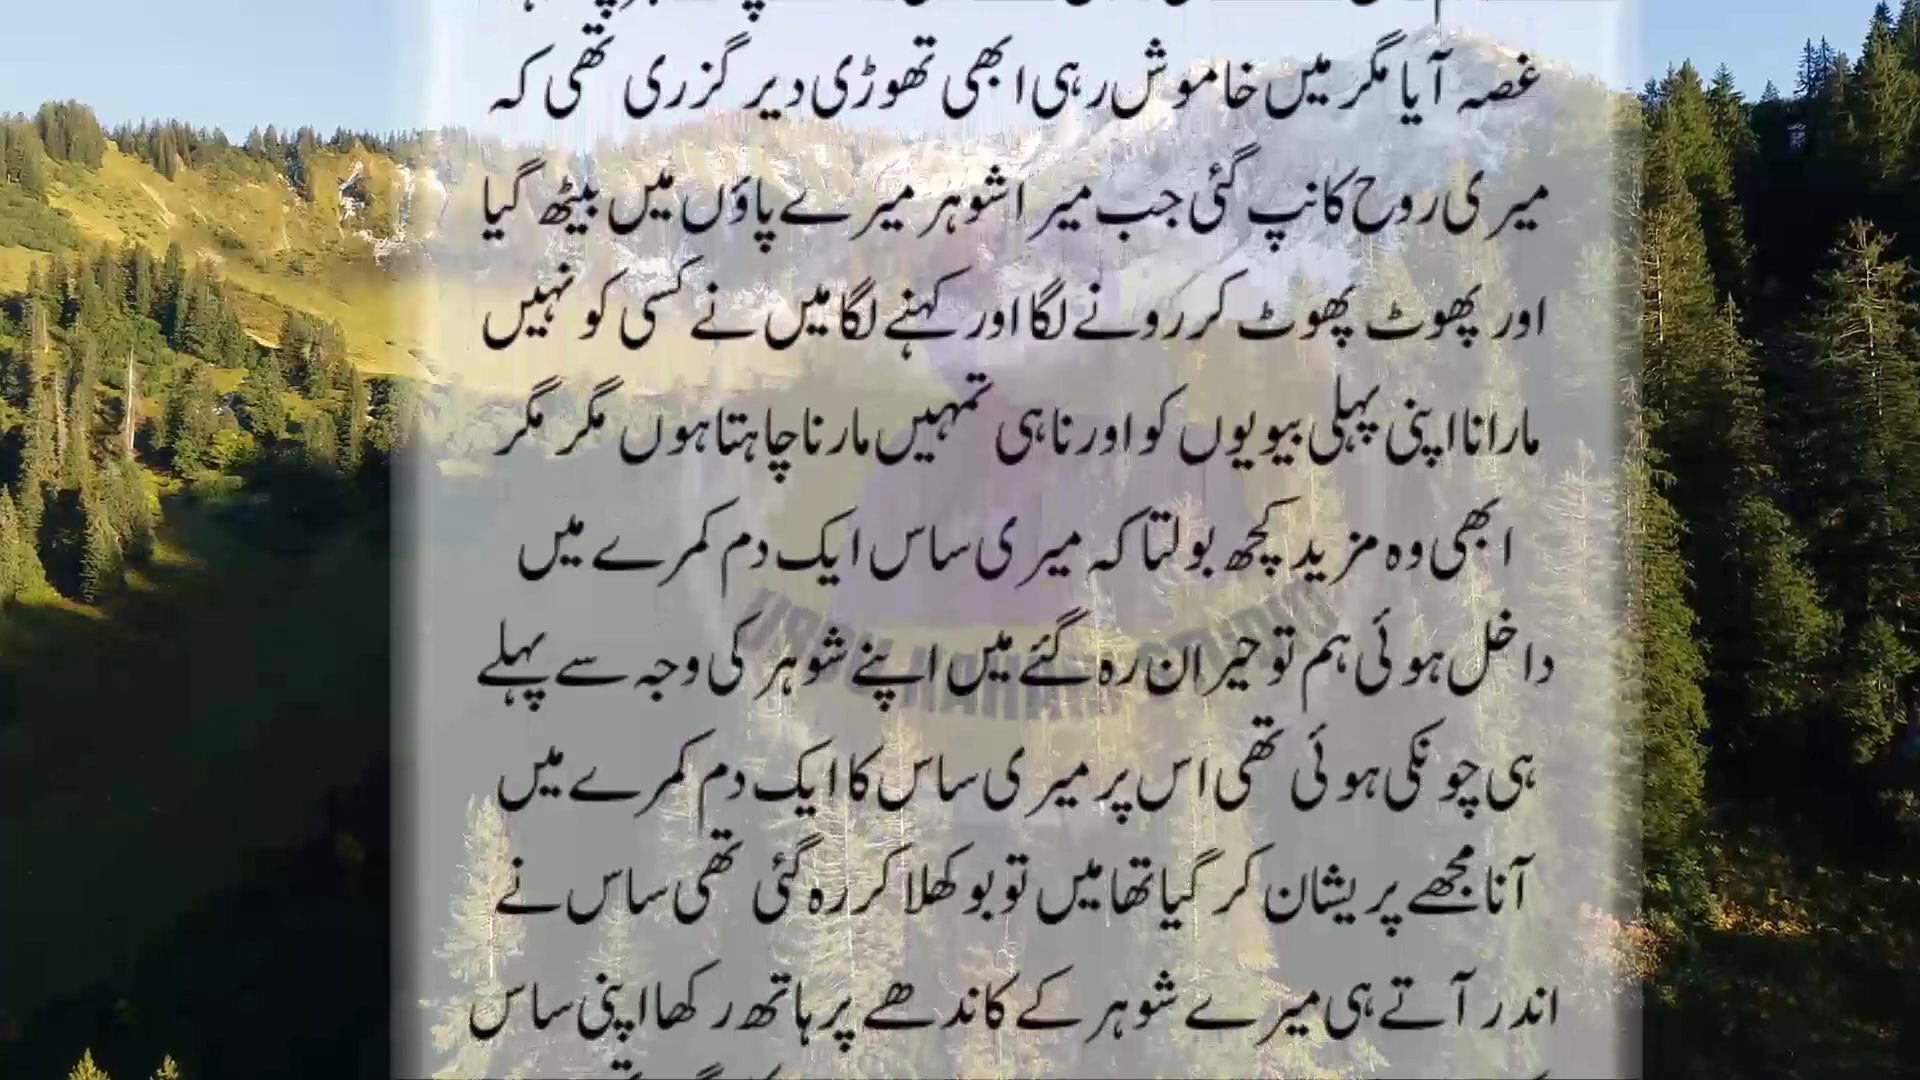 غصہ آیا مگر میں خاموش رہی ابھی تھوڑی دیر گزری تھی کہ
میری روح کانپ گئی جب میرا شوہر میرے پاؤں میں بیٹھ گیا
اور پھوٹ پھوٹ کر رونے لگا اور کہنے لگا میں نے کسی کو نہیں
مارا نا اپنی پہلی بیویوں کو اور نا ہی تمہیں مارنا چاہتا ہوں مگر مگر
ابھی وہ مزید کچھ بولتا کہ میری ساس ایک دم کمرے میں
داخل ہوئی ہم تو حیران رہ گئے میں اپنے شوہر کی وجہ سے پہلے
ہی چونکی ہوئی تھی اس پر میری ساس کا ایک دم کمرے میں
آنا مجھے پریشان کر گیا تھا میں تو بوکھلا کر رہ گئی تھی ساس نے
اندر آتے ہی میرے شوہر کے کاندھے پر ہاتھ رکھا اپنی ساس
URDU KAHANI STUDIO